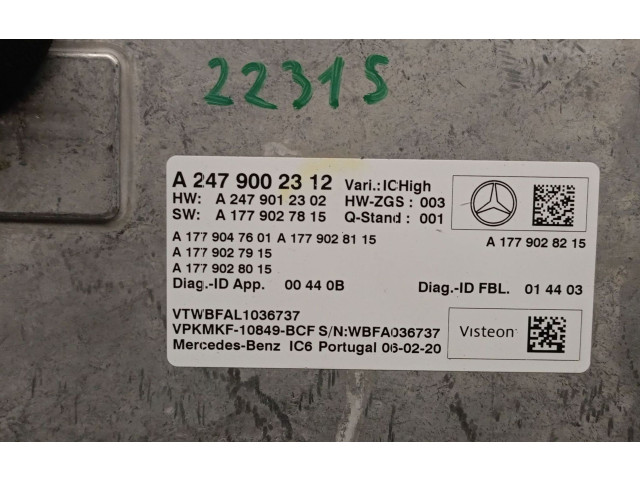 22315
A 247 900 23 12 Vari.: ICHigh
HW: A 247 901 23 02 HW-ZGS : 003
SW: A 177 902 78 15 Q-Stand : 001
A 177 904 76 01 A 177 902 81 15 A 177 902 82 15
A 177 902 79 15
A 177 902 80 15
Diag.-ID App. 00 44 0B Diag.-ID FBL. 01 44 03
VTWBFAL1036737
VPKMKF-10849-BCF S/N:WBFA036737
Mercedes-Benz IC6 Portugal 06-02-20
Visteon